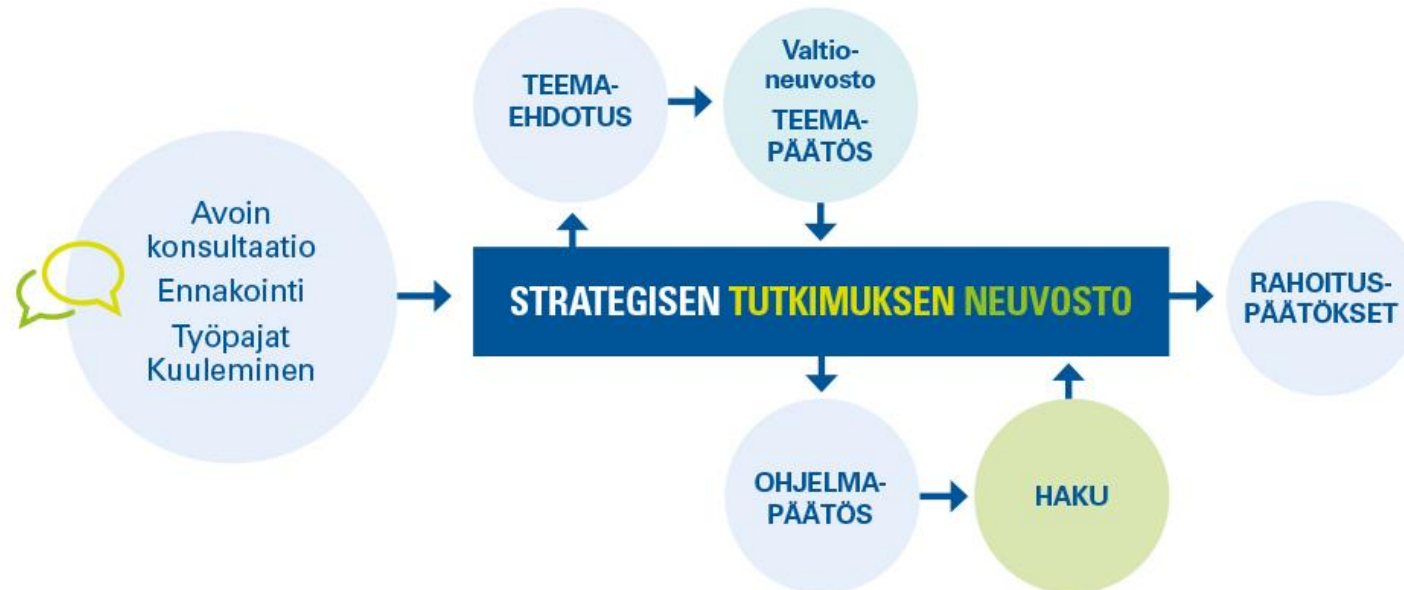 Avoin
konsultaatio
Ennakointi
Työpajat
Kuuleminen
TEEMA-
EHDOTUS
Valtio-
neuvosto
TEEMA-
PÄÄTÖS
STRATEGISEN TUTKIMUKSEN NEUVOSTO
OHJELMA-
PÄÄTÖS
HAKU
RAHOITUS-
PÄÄTÖKSET